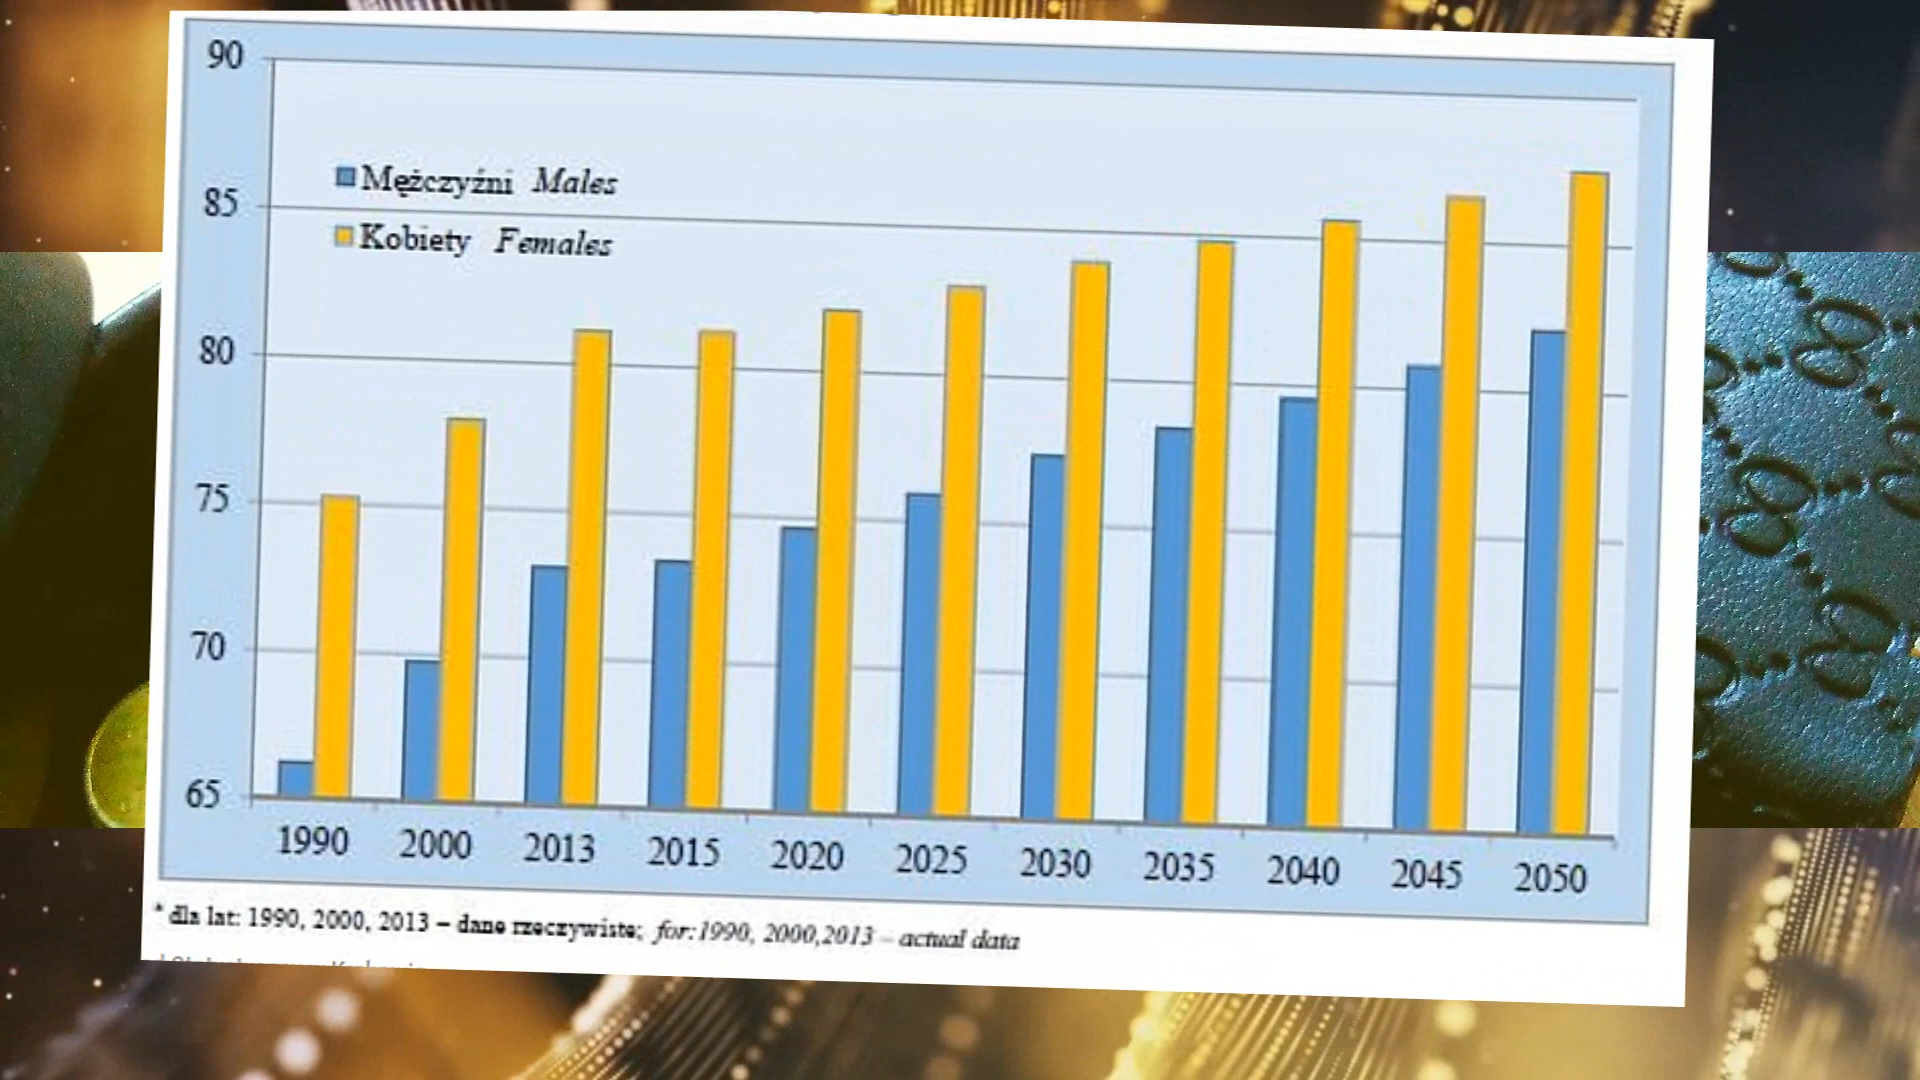 90
Mężczyźni Males
85
Kobiety Females
80
75
70
65
1990 2000 2013 2015 2020 2025 2030 2035 2040 2045 2050
* dla lat: 1990, 2000, 2013 – dane rzeczywiste; for:1990, 2000,2013 – actual data